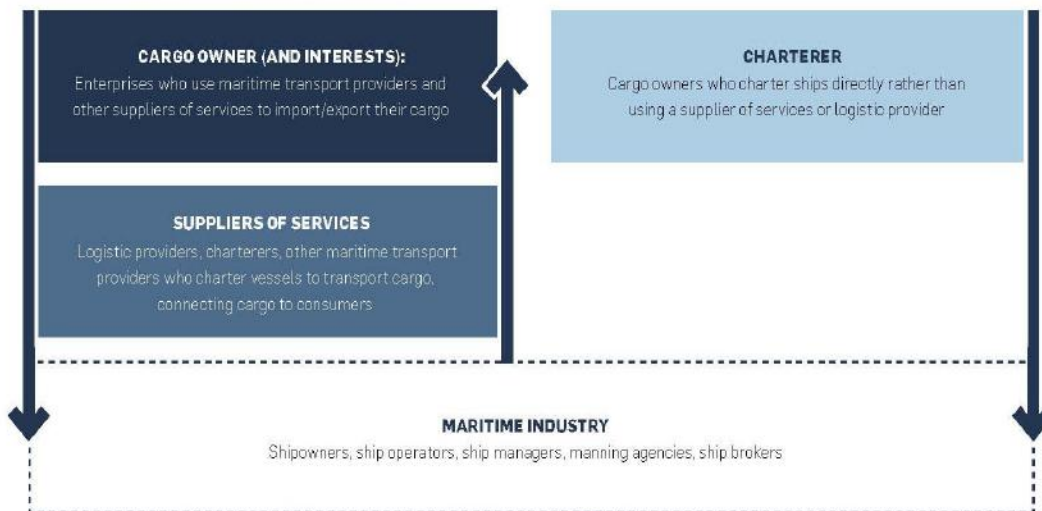 CARGO OWNER (AND INTERESTS):
Enterprises who use maritime transport providers and
other suppliers of services to import/export their cargo
CHARTERER
Cargo owners who charter ships directly rather than
using a supplier of services or logistic provider
SUPPLIERS OF SERVICES
Logistic providers, charterers, other maritime transport
providers who charter vessels to transport cargo,
connecting cargo to consumers
MARITIME INDUSTRY
Shipowners, ship operators, ship managers, manning agencies, ship brokers